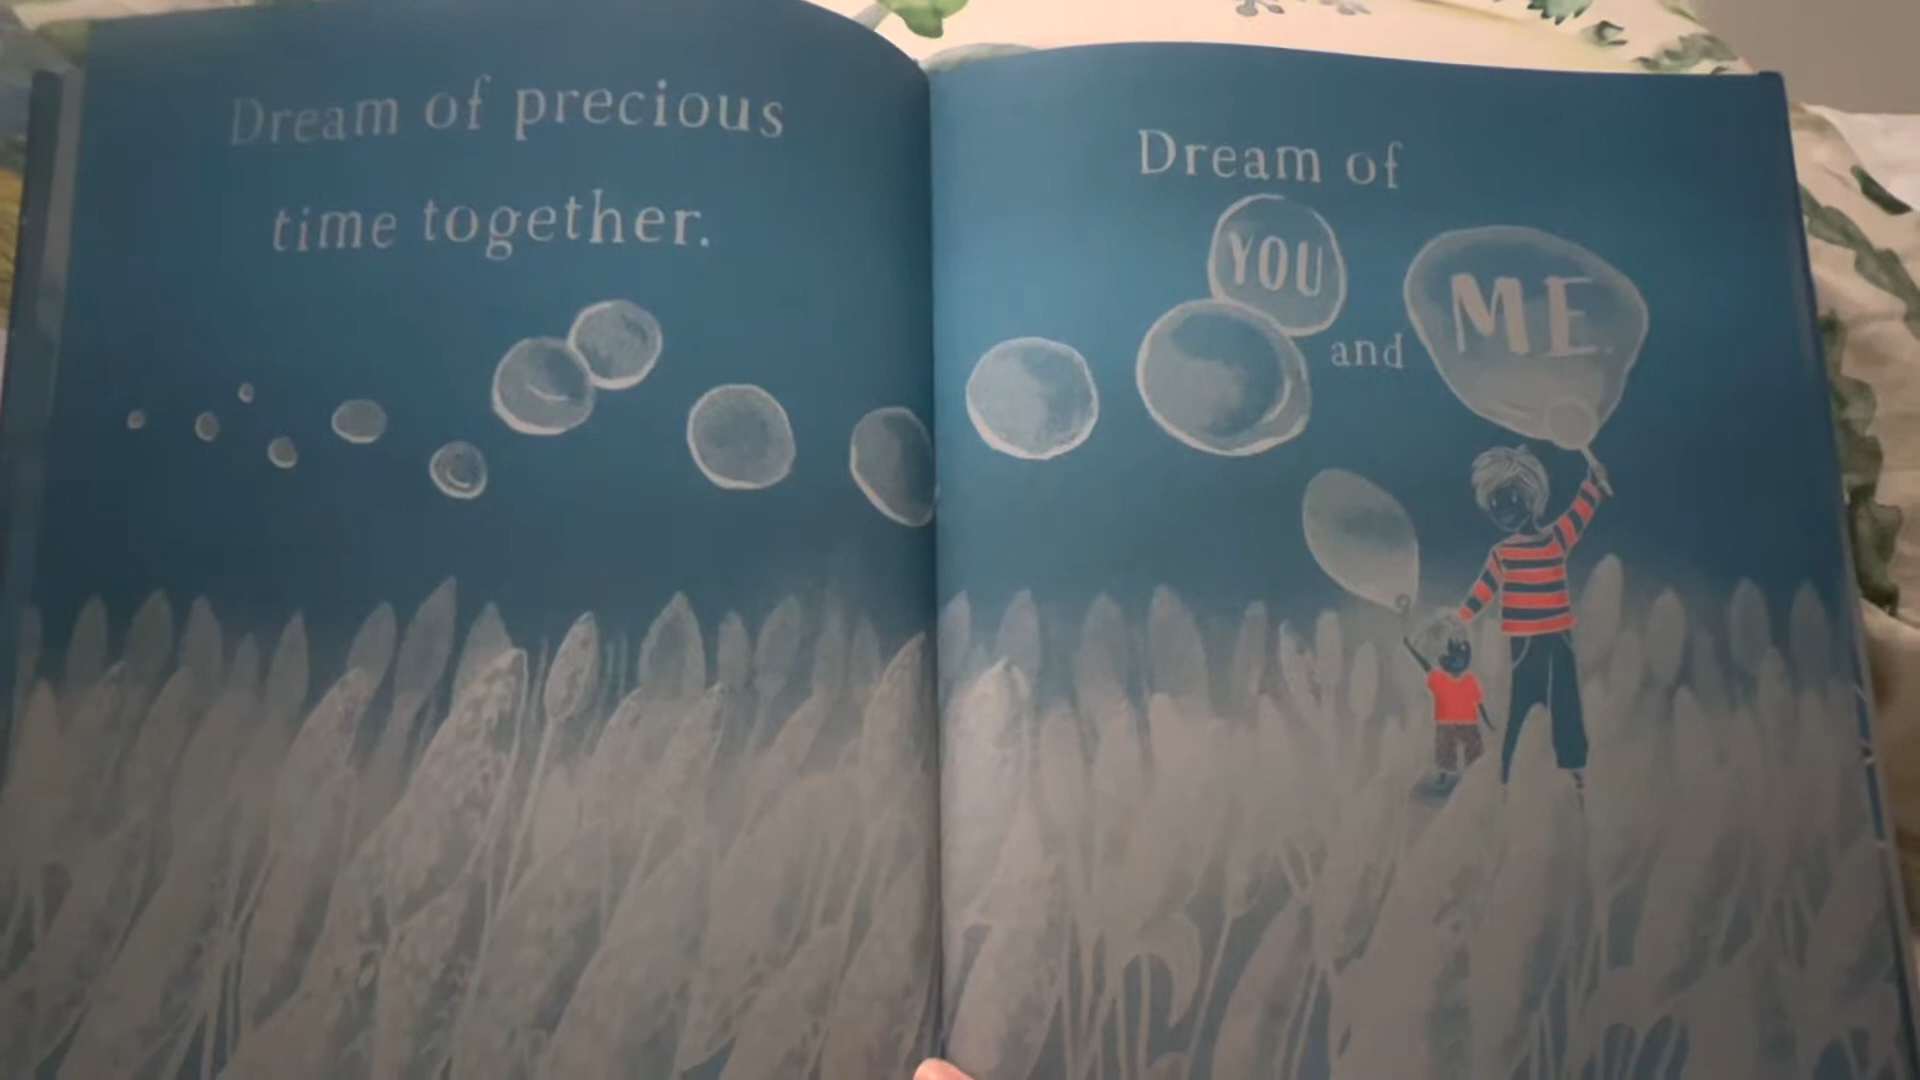 Dream of precious
time together.
Dream of
YOU
and
ME.